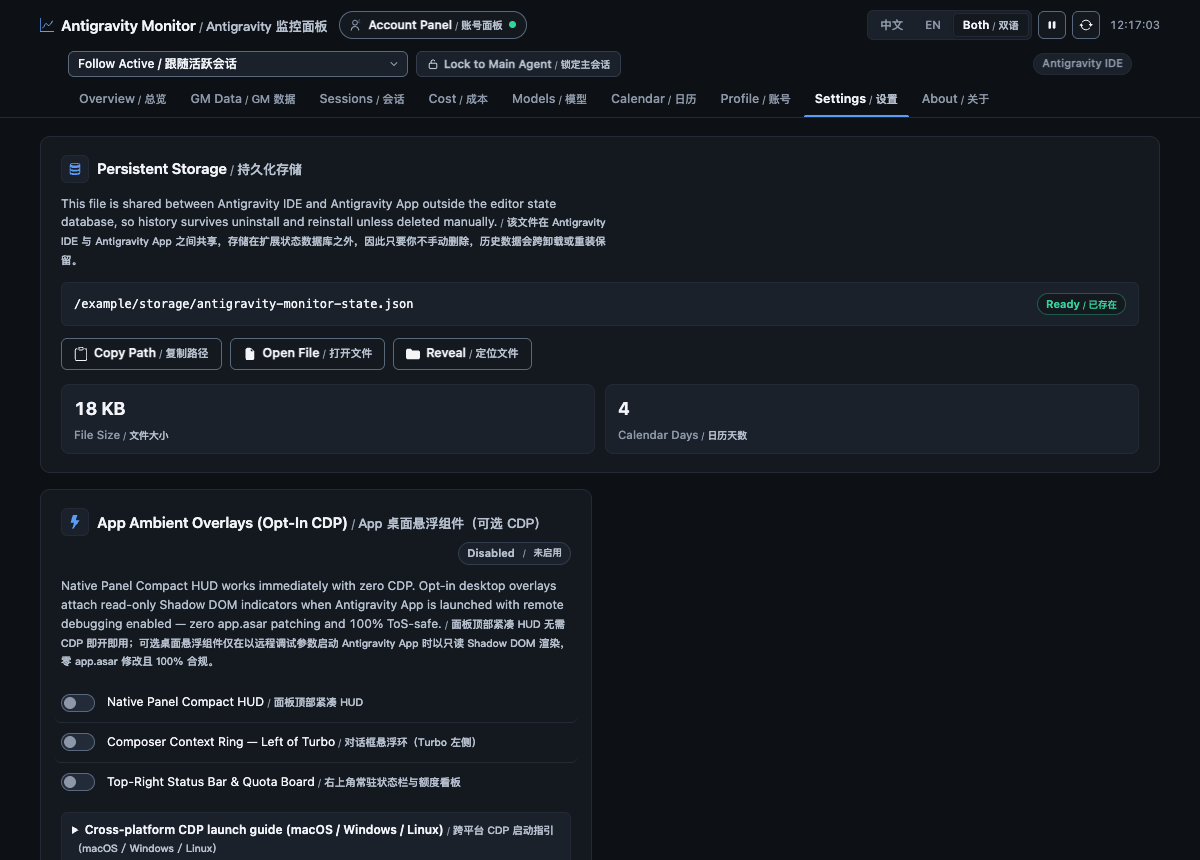 Antigravity Monitor / Antigravity 监控面板
Account Panel / 账号面板
中文 EN Both / 双语
12:17:03
Follow Active / 跟随活跃会话
Lock to Main Agent / 锁定主会话
Antigravity IDE
Overview / 总览 GM Data / GM 数据 Sessions / 会话 Cost / 成本 Models / 模型 Calendar / 日历 Profile / 账号 Settings / 设置 About / 关于
Persistent Storage / 持久化存储
This file is shared between Antigravity IDE and Antigravity App outside the editor state
database, so history survives uninstall and reinstall unless deleted manually. / 该文件在 Antigravity
IDE 与 Antigravity App 之间共享，存储在扩展状态数据库之外，因此只要你不手动删除，历史数据会跨卸载或重装保
留。
/example/storage/antigravity-monitor-state.json
Ready / 已存在
Copy Path / 复制路径
Open File / 打开文件
Reveal / 定位文件
18 KB
File Size / 文件大小
4
Calendar Days / 日历天数
App Ambient Overlays (Opt-In CDP) / App 桌面悬浮组件（可选 CDP）
Disabled / 未启用
Native Panel Compact HUD works immediately with zero CDP. Opt-in desktop overlays
attach read-only Shadow DOM indicators when Antigravity App is launched with remote
debugging enabled — zero app.asar patching and 100% ToS-safe. / 面板顶部紧凑 HUD 无需
CDP 即开即用；可选桌面悬浮组件仅在以远程调试参数启动 Antigravity App 时以只读 Shadow DOM 渲染，
零 app.asar 修改且 100% 合规。
Native Panel Compact HUD / 面板顶部紧凑 HUD
Composer Context Ring — Left of Turbo / 对话框悬浮环（Turbo 左侧）
Top-Right Status Bar & Quota Board / 右上角常驻状态栏与额度看板
Cross-platform CDP launch guide (macOS / Windows / Linux) / 跨平台 CDP 启动指引
(macOS / Windows / Linux)